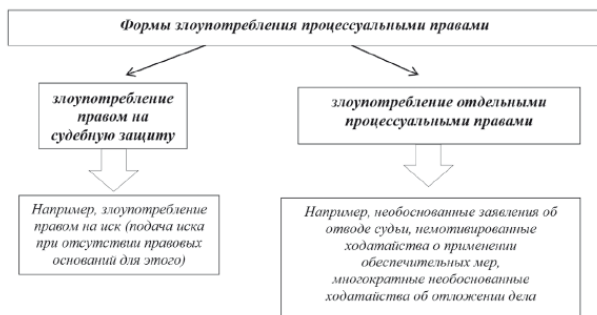 Формы злоупотребления процессуальными правами
злоупотребление
правом на
судебную защиту
злоупотребление отдельными
процессуальными правами
Например, злоупотребление
правом на иск (подача иска
при отсутствии правовых
оснований для этого)
Например, необоснованные заявления об
отводе судьи, немотивированные
ходатайства о применении
обеспечительных мер,
многократные необоснованные
ходатайства об отложении дела